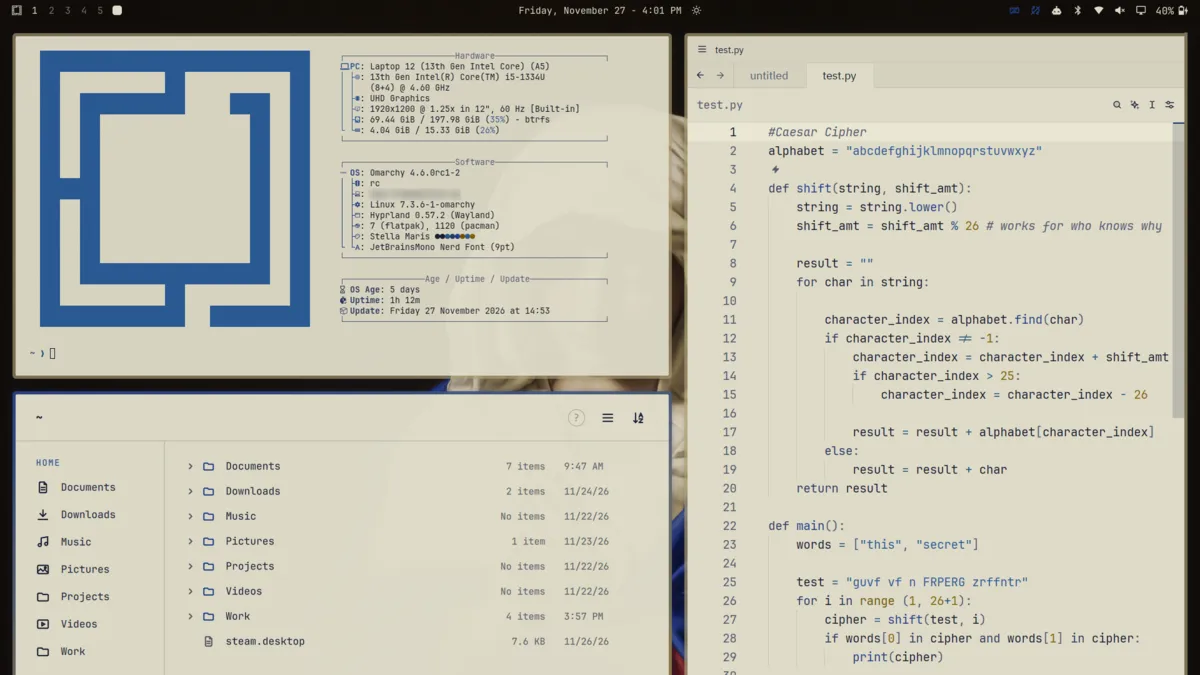 1 2 3 4 5
Friday, November 27 - 4:01 PM
40%
Hardware
PC: Laptop 12 (13th Gen Intel Core) (A5)
: 13th Gen Intel(R) Core(TM) i5-1334U
(8+4) @ 4.60 GHz
: UHD Graphics
: 1920x1200 @ 1.25x in 12", 60 Hz [Built-in]
: 69.44 GiB / 197.98 GiB (35%) - btrfs
: 4.04 GiB / 15.33 GiB (26%)
Software
OS: Omarchy 4.6.0rc1-2
: rc
:
: Linux 7.3.6-1-omarchy
: Hyprland 0.57.2 (Wayland)
: 7 (flatpak), 1120 (pacman)
: Stella Maris
: JetBrainsMono Nerd Font (9pt)
Age / Uptime / Update
OS Age: 5 days
Uptime: 1h 12m
Update: Friday 27 November 2026 at 14:53
~ ❯
~
?
HOME
Documents
Downloads
Music
Pictures
Projects
Videos
Work
Documents 7 items 9:47 AM
Downloads 2 items 11/24/26
Music No items 11/22/26
Pictures 1 item 11/23/26
Projects No items 11/22/26
Videos No items 11/22/26
Work 4 items 3:57 PM
steam.desktop 7.6 KB 11/26/26
test.py
untitled test.py
test.py
1 #Caesar Cipher
2 alphabet = "abcdefghijklmnopqrstuvwxyz"
3
4 def shift(string, shift_amt):
5 string = string.lower()
6 shift_amt = shift_amt % 26 # works for who knows why
7
8 result = ""
9 for char in string:
10
11 character_index = alphabet.find(char)
12 if character_index != -1:
13 character_index = character_index + shift_amt
14 if character_index > 25:
15 character_index = character_index - 26
16
17 result = result + alphabet[character_index]
18 else:
19 result = result + char
20 return result
21
22 def main():
23 words = ["this", "secret"]
24
25 test = "guvf vf n FRPERG zrffntr"
26 for i in range (1, 26+1):
27 cipher = shift(test, i)
28 if words[0] in cipher and words[1] in cipher:
29 print(cipher)
30